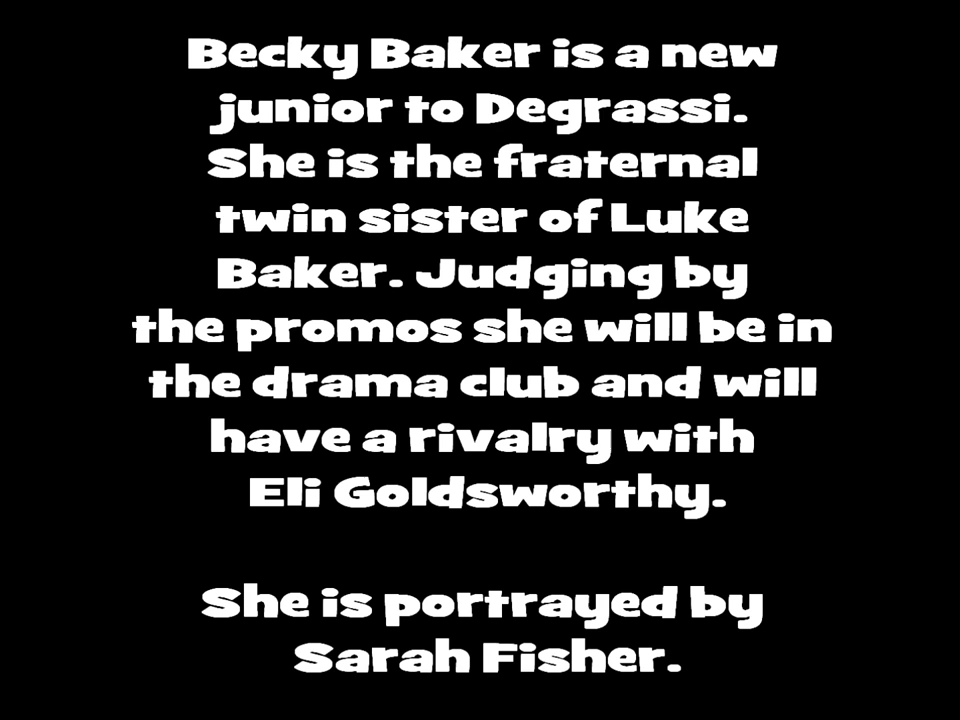 Becky Baker is a new
junior to Degrassi.
She is the fraternal
twin sister of Luke
Baker. Judging by
the promos she will be in
the drama club and will
have a rivalry with
Eli Goldsworthy.
She is portrayed by
Sarah Fisher.